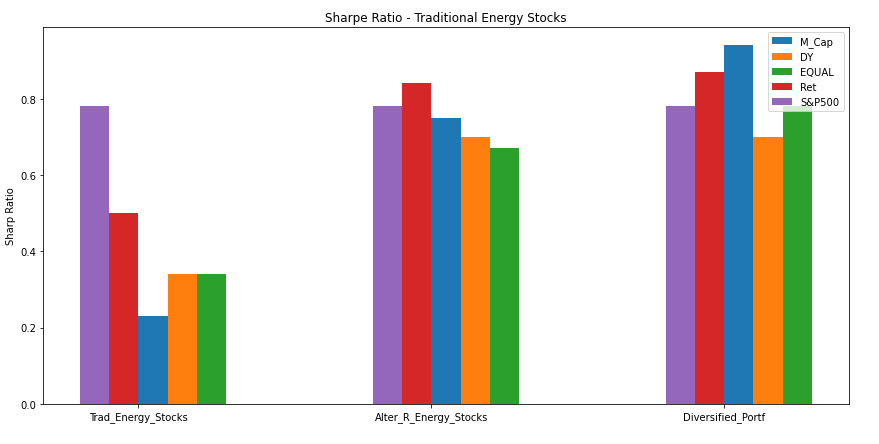 Sharpe Ratio - Traditional Energy Stocks
M_Cap
DY
EQUAL
Ret
S&P500
Sharp Ratio
0.8
0.6
0.4
0.2
0.0
Trad_Energy_Stocks
Alter_R_Energy_Stocks
Diversified_Portf